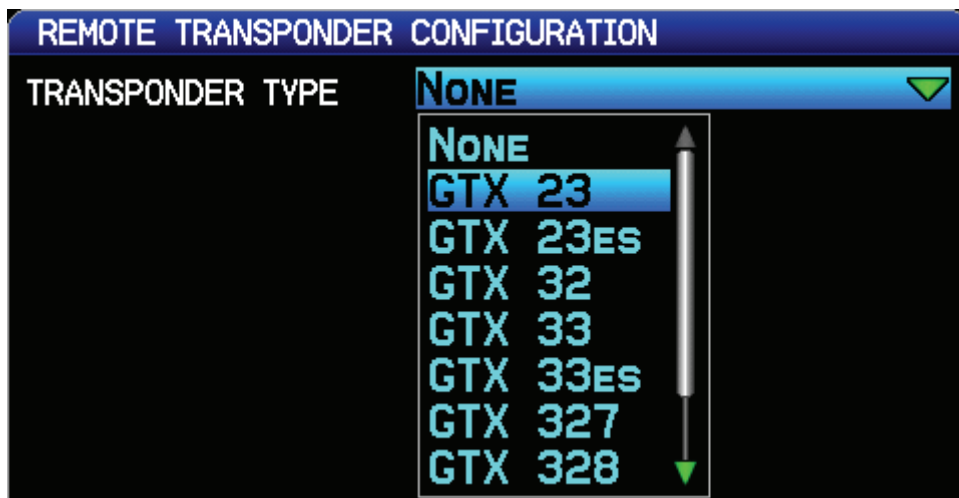 REMOTE TRANSPONDER CONFIGURATION
TRANSPONDER TYPE NONE
NONE
GTX 23
GTX 23ES
GTX 32
GTX 33
GTX 33ES
GTX 327
GTX 328